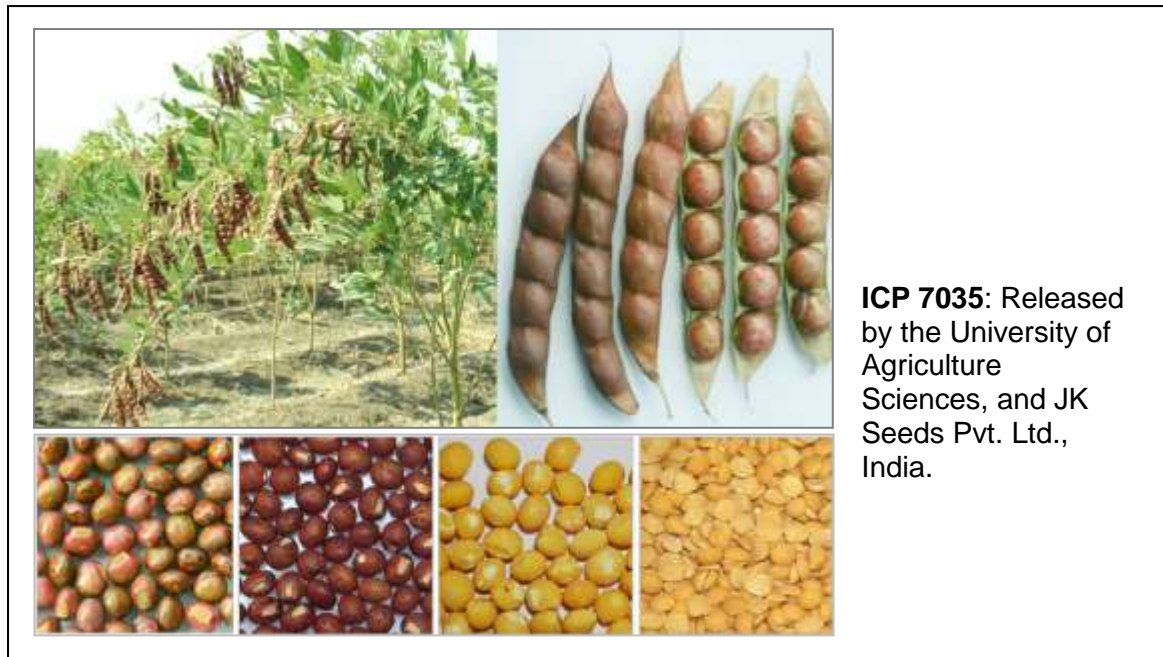 ICP 7035: Released
by the University of
Agriculture
Sciences, and JK
Seeds Pvt. Ltd.,
India.